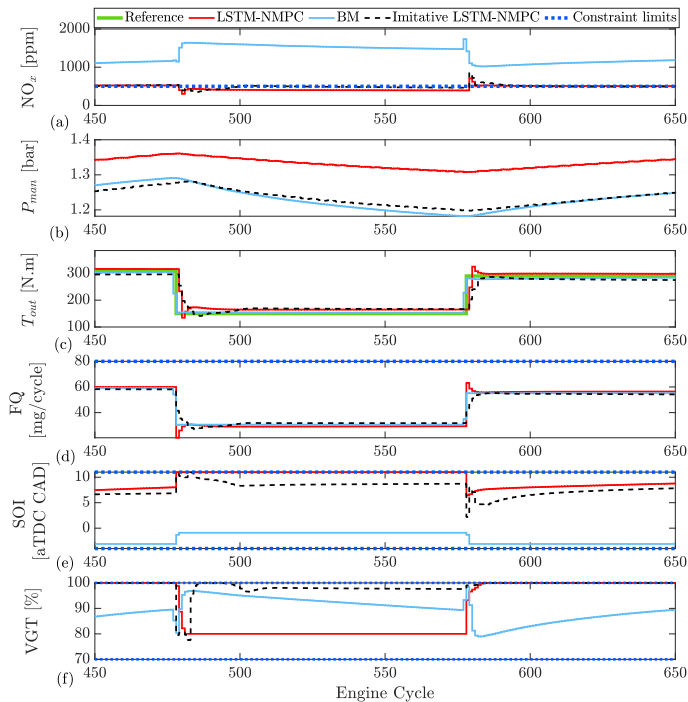 Reference LSTM-NMPC BM Imitative LSTM-NMPC Constraint limits
2000
1000
0
NOx [ppm]
450 500 550 600 650
(a)
1.4
1.3
1.2
Pman [bar]
450 500 550 600 650
(b)
300
200
100
Tout [N.m]
450 500 550 600 650
(c)
80
60
40
FQ
[mg/cycle]
450 500 550 600 650
(d)
10
5
0
SOI
[aTDC CAD]
450 500 550 600 650
(e)
100
90
80
70
VGT [%]
450 500 550 600 650
(f)
Engine Cycle